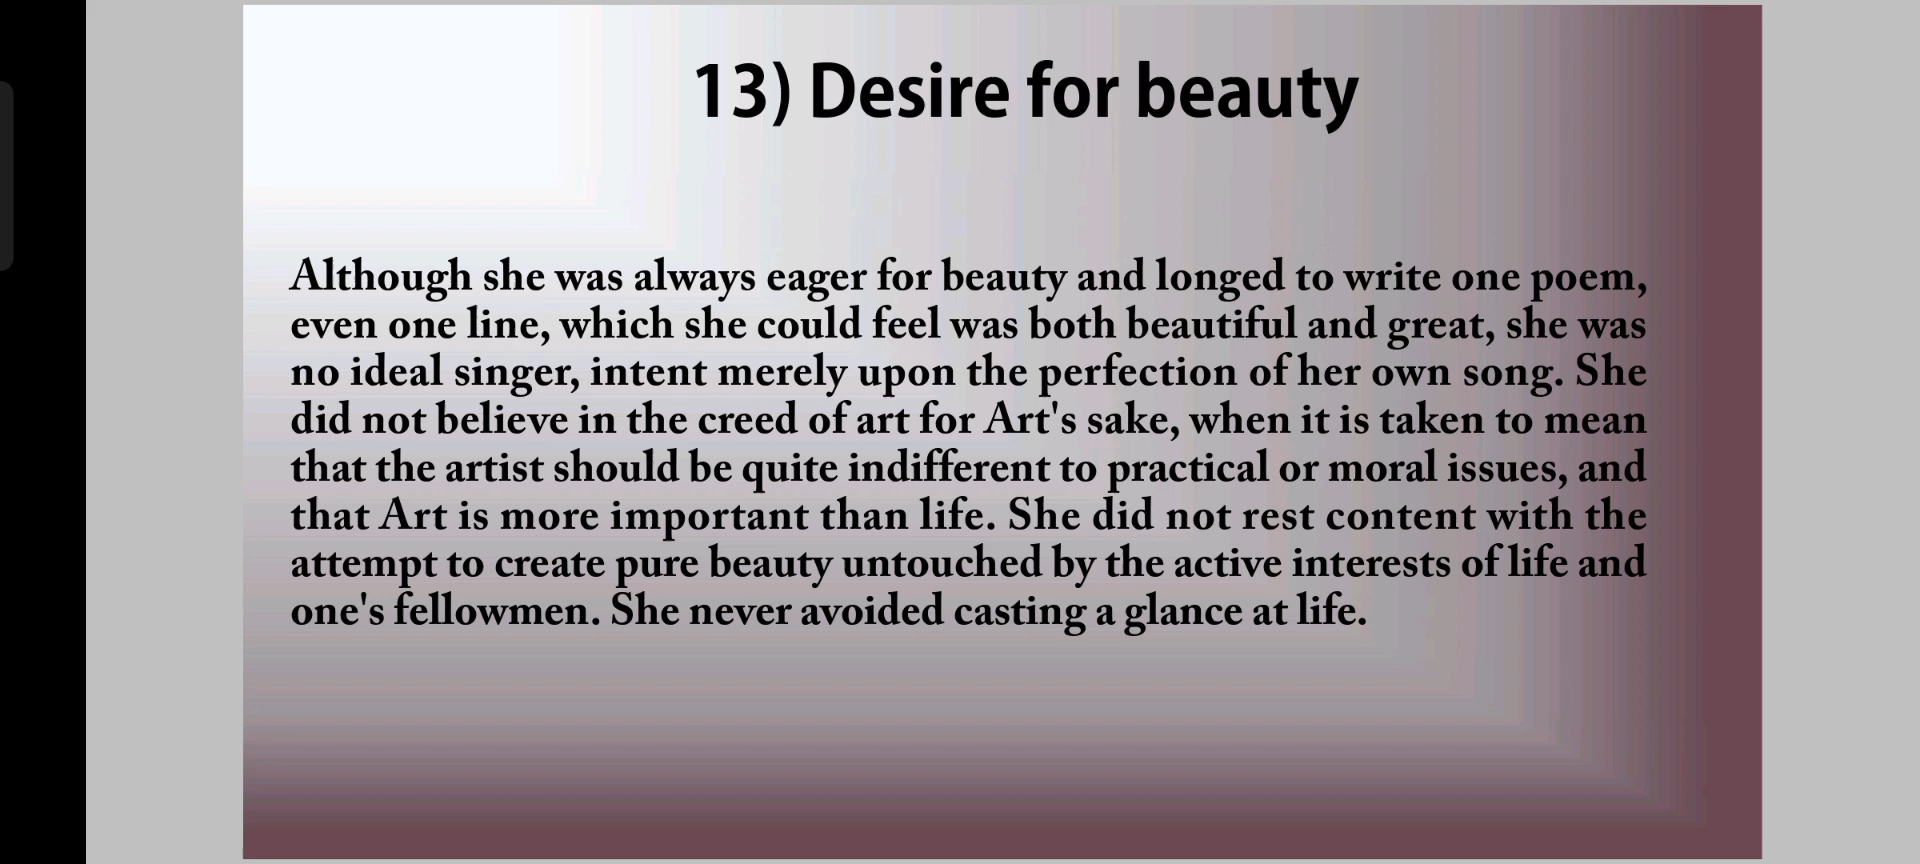 13) Desire for beauty
Although she was always eager for beauty and longed to write one poem,
even one line, which she could feel was both beautiful and great, she was
no ideal singer, intent merely upon the perfection of her own song. She
did not believe in the creed of art for Art's sake, when it is taken to mean
that the artist should be quite indifferent to practical or moral issues, and
that Art is more important than life. She did not rest content with the
attempt to create pure beauty untouched by the active interests of life and
one's fellowmen. She never avoided casting a glance at life.